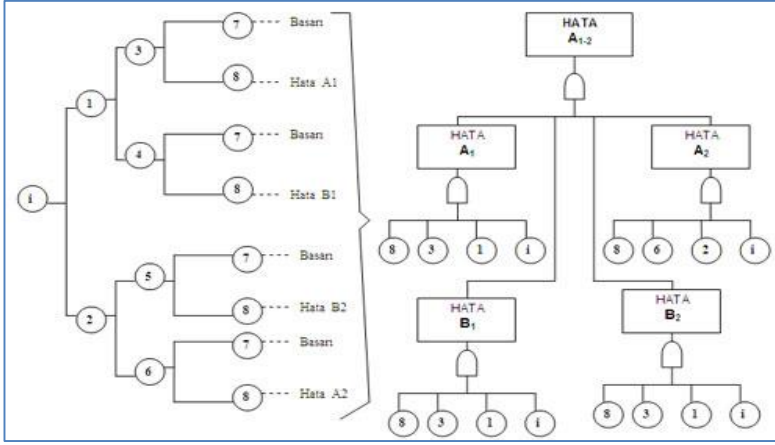 7 ---- Basarı
3
8 ---- Hata A1
1
7 ---- Basarı
4
8 ---- Hata B1
i
7 ---- Basarı
5
8 ---- Hata B2
2
7 ---- Basarı
6
8 ---- Hata A2
HATA
A1-2
HATA
A1
8 3 1 i
HATA
A2
8 6 2 i
HATA
B1
8 3 1 i
HATA
B2
8 3 1 i